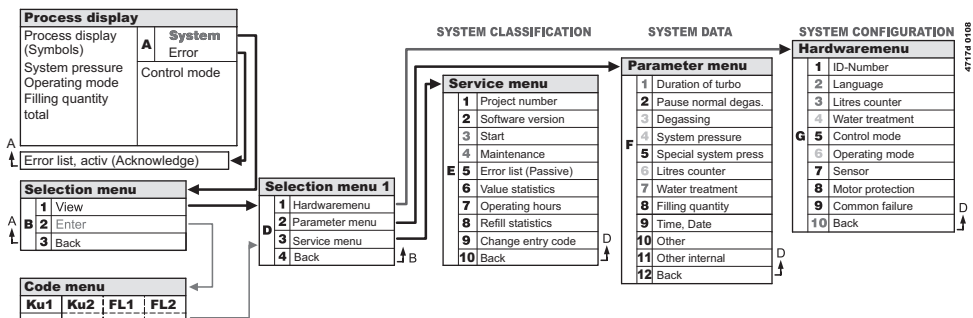 Process display
Process display (Symbols)
System pressure
Operating mode
Filling quantity total
A
System
Error
Control mode
A
Error list, activ (Acknowledge)
Selection menu
A
B
1 View
2 Enter
3 Back
Code menu
Ku1 Ku2 FL1 FL2
Selection menu 1
D
1 Hardwaremenu
2 Parameter menu
3 Service menu
4 Back
B
SYSTEM CLASSIFICATION
Service menu
E
1 Project number
2 Software version
3 Start
4 Maintenance
5 Error list (Passive)
6 Value statistics
7 Operating hours
8 Refill statistics
9 Change entry code
10 Back
D
SYSTEM DATA
Parameter menu
F
1 Duration of turbo
2 Pause normal degas.
3 Degassing
4 System pressure
5 Special system press
6 Litres counter
7 Water treatment
8 Filling quantity
9 Time, Date
10 Other
11 Other internal
12 Back
D
SYSTEM CONFIGURATION
Hardwaremenu
G
1 ID-Number
2 Language
3 Litres counter
4 Water treatment
5 Control mode
6 Operating mode
7 Sensor
8 Motor protection
9 Common failure
10 Back
D
4717d 0108